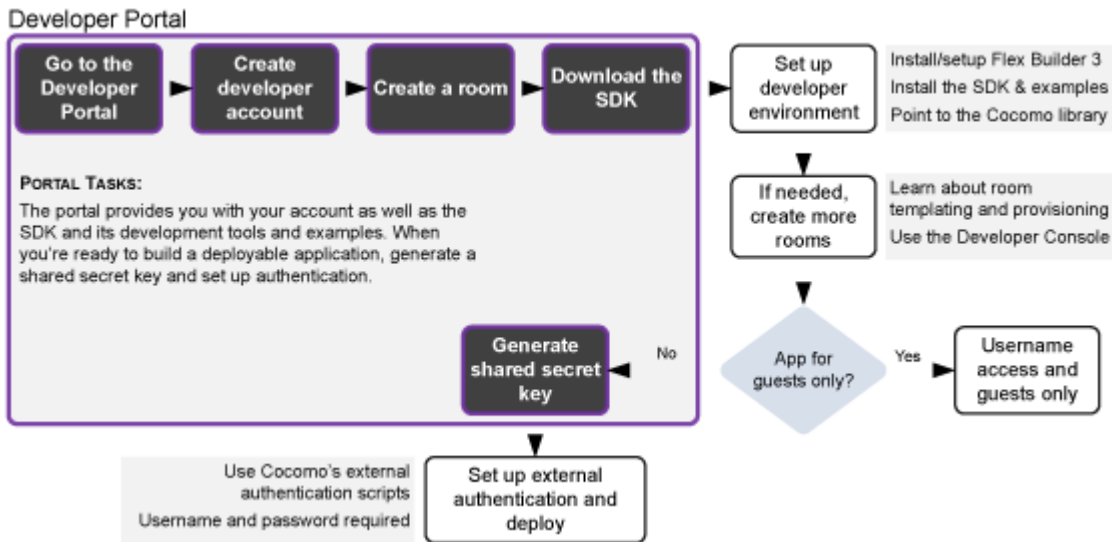 Developer Portal
Go to the
Developer
Portal
Create
developer
account
Create a room
Download the
SDK
Set up
developer
environment
Install/setup Flex Builder 3
Install the SDK & examples
Point to the Cocomo library
PORTAL TASKS:
The portal provides you with your account as well as the
SDK and its development tools and examples. When
you're ready to build a deployable application, generate a
shared secret key and set up authentication.
If needed,
create more
rooms
Learn about room
templating and provisioning
Use the Developer Console
Generate
shared secret
key
No
App for
guests only?
Yes
Username
access and
guests only
Use Cocomo's external
authentication scripts
Username and password required
Set up external
authentication and
deploy